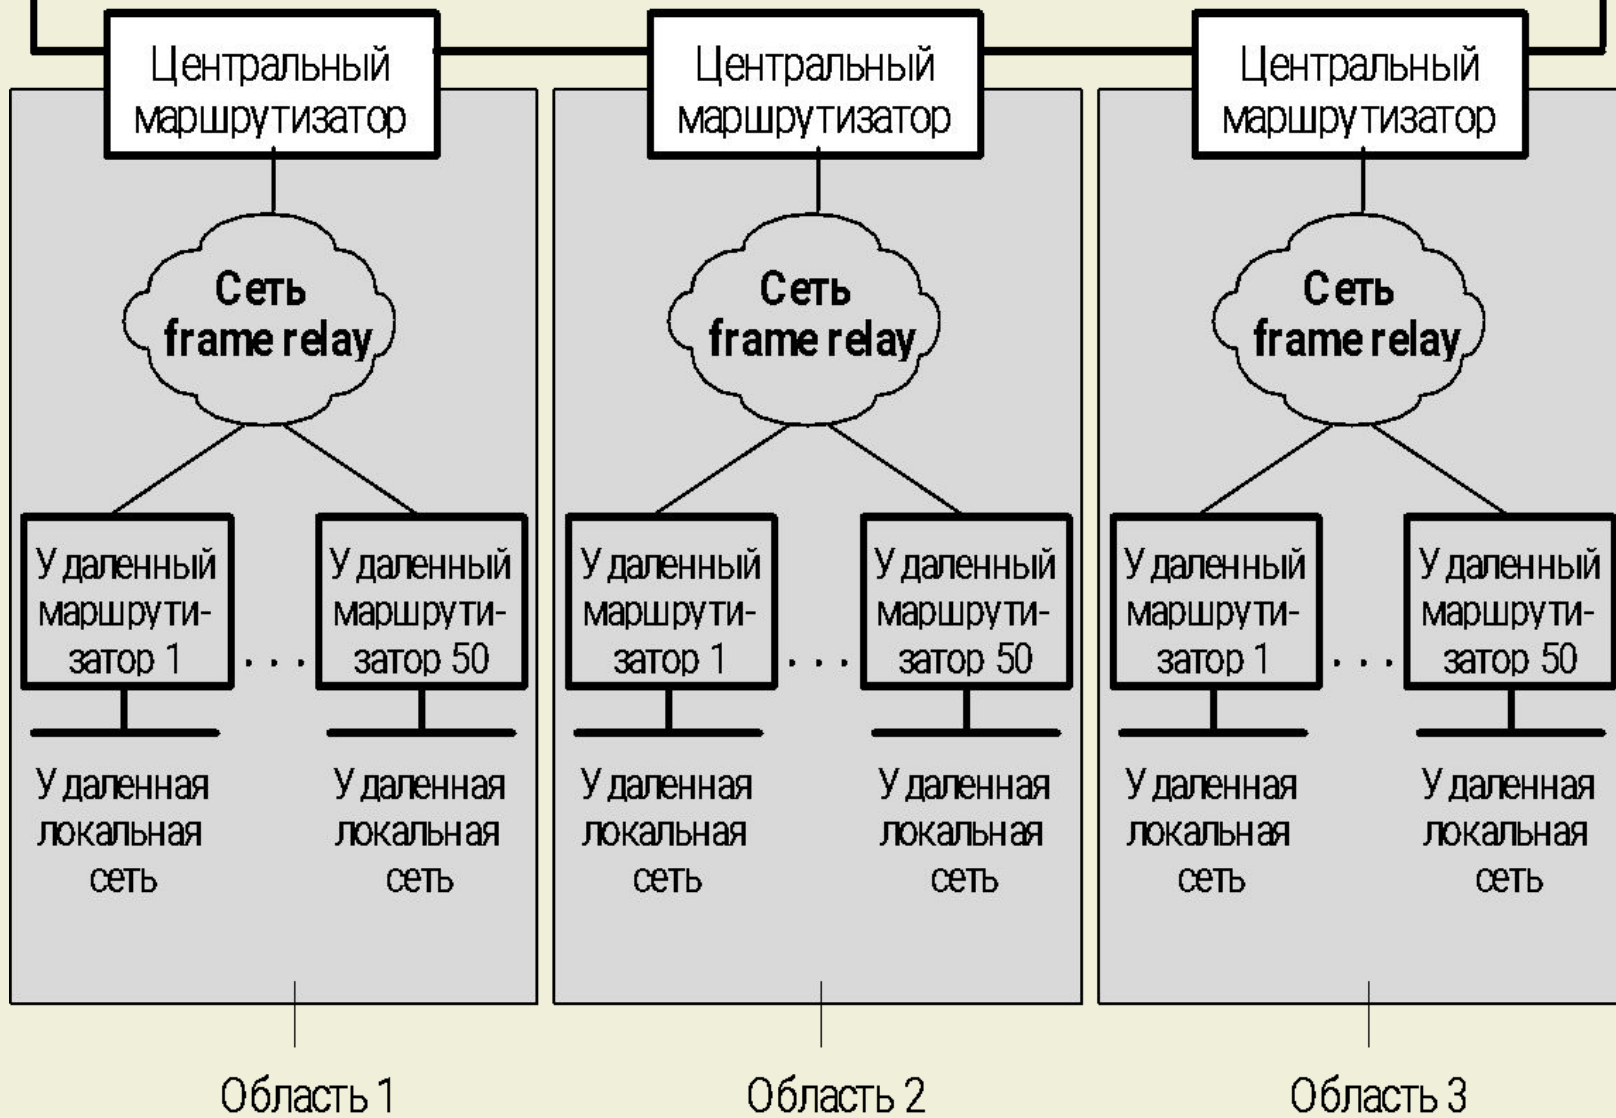 Центральный
маршрутизатор
Центральный
маршрутизатор
Центральный
маршрутизатор
Сеть
frame relay
Сеть
frame relay
Сеть
frame relay
Удаленный
маршрути-
затор 1
...
Удаленный
маршрути-
затор 50
Удаленный
маршрути-
затор 1
...
Удаленный
маршрути-
затор 50
Удаленный
маршрути-
затор 1
...
Удаленный
маршрути-
затор 50
Удаленная
локальная
сеть
Удаленная
локальная
сеть
Удаленная
локальная
сеть
Удаленная
локальная
сеть
Удаленная
локальная
сеть
Удаленная
локальная
сеть
Область 1
Область 2
Область 3